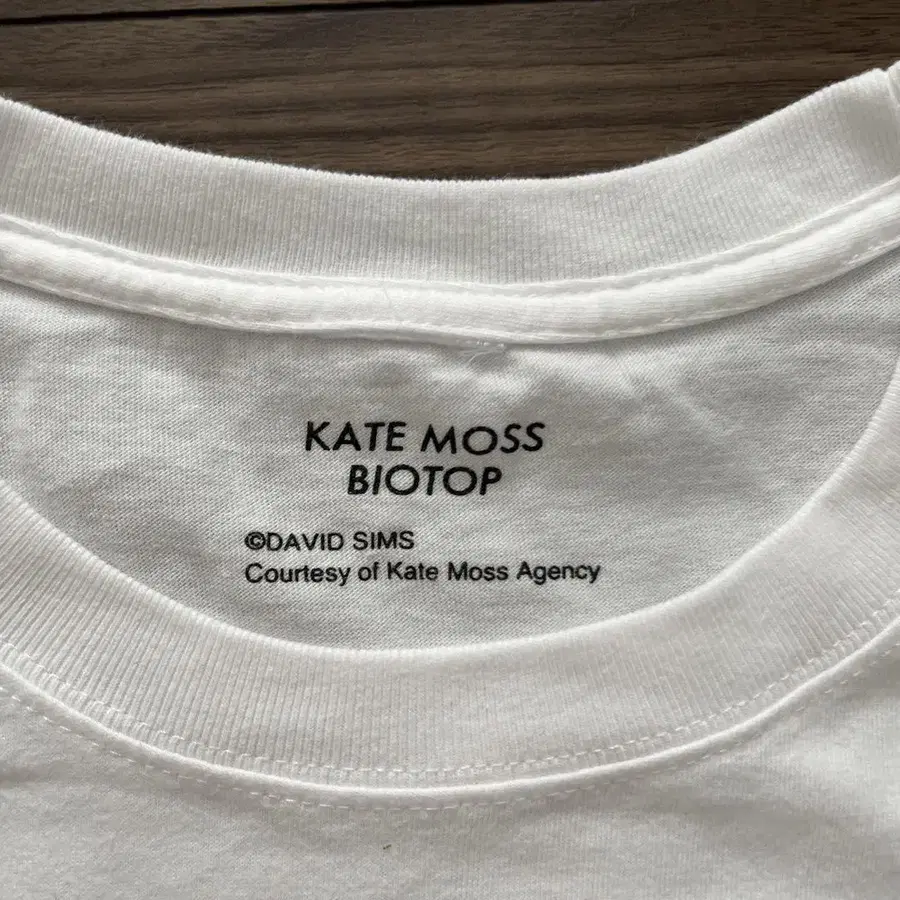 KATE MOSS
BIOTOP
©DAVID SIMS
Courtesy of Kate Moss Agency